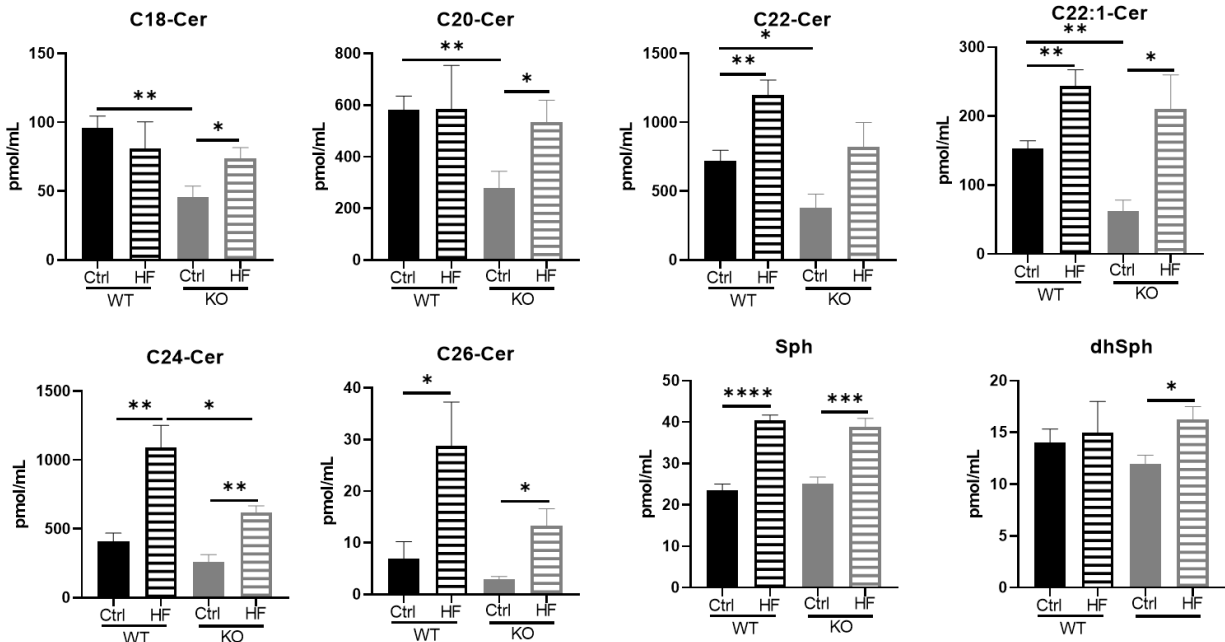 C18-Cer
pmol/mL
150
100
50
0
**
*
Ctrl HF Ctrl HF
WT KO
C20-Cer
pmol/mL
800
600
400
200
0
**
*
Ctrl HF Ctrl HF
WT KO
C22-Cer
pmol/mL
1500
1000
500
0
*
**
Ctrl HF Ctrl HF
WT KO
C22:1-Cer
pmol/mL
300
200
100
0
**
** *
Ctrl HF Ctrl HF
WT KO
C24-Cer
pmol/mL
1500
1000
500
0
** *
**
Ctrl HF Ctrl HF
WT KO
C26-Cer
pmol/mL
40
30
20
10
0
*
*
Ctrl HF Ctrl HF
WT KO
Sph
pmol/mL
50
40
30
20
10
0
**** ***
Ctrl HF Ctrl HF
WT KO
dhSph
pmol/mL
20
15
10
5
0
*
Ctrl HF Ctrl HF
WT KO